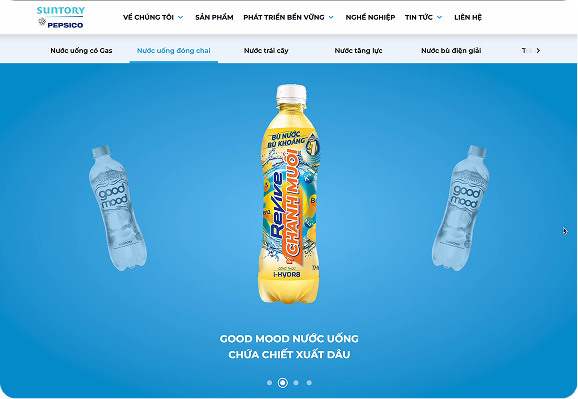 SUNTORY
PEPSICO
VỀ CHÚNG TÔI
SẢN PHẨM
PHÁT TRIỂN BỀN VỮNG
NGHỀ NGHIỆP
TIN TỨC
LIÊN HỆ
Nước uống có Gas
Nước uống đóng chai
Nước trái cây
Nước tăng lực
Nước bù điện giải
BÙ NƯỚC
BÙ KHOÁNG
Revive
CHANH MUỐI
i-HYDR8
good
mood
good
mood
GOOD MOOD NƯỚC UỐNG
CHỨA CHIẾT XUẤT DÂU